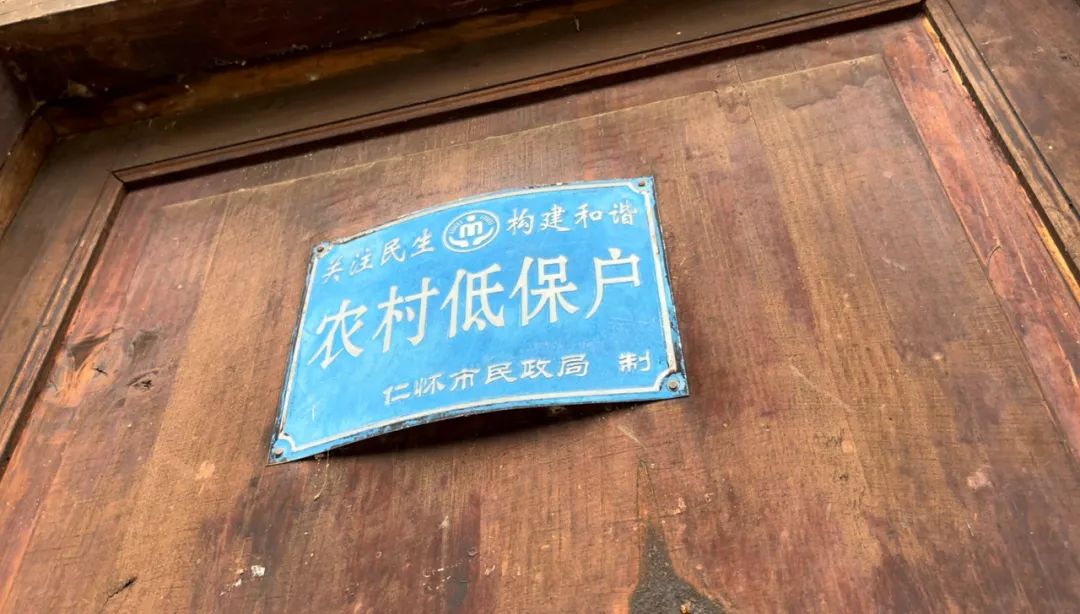 关注民生 构建和谐
农村低保户
仁怀市民政局 制